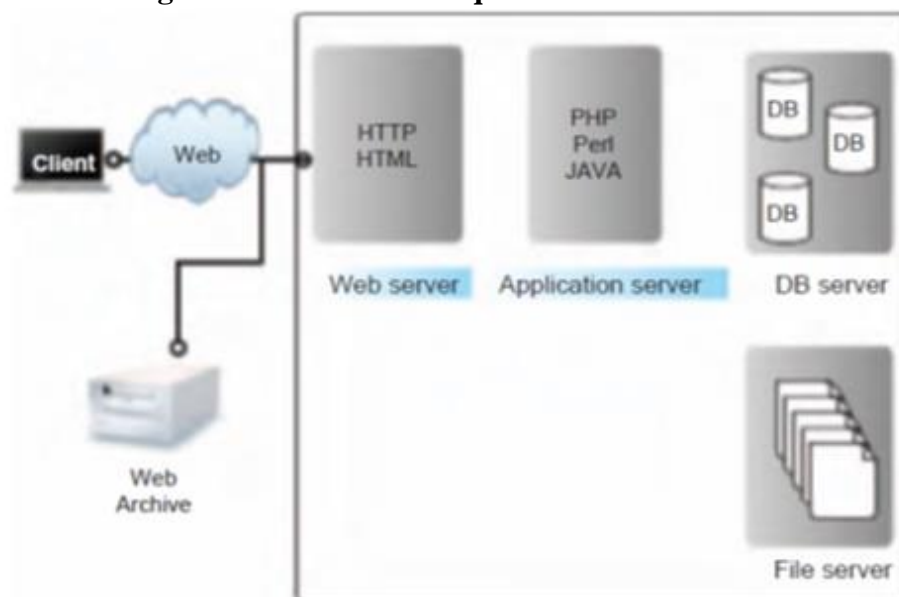 HTTP
HTML
PHP
Perl
JAVA
DB
DB
DB
Client
Web
Web server
Application server
DB server
Web
Archive
File server